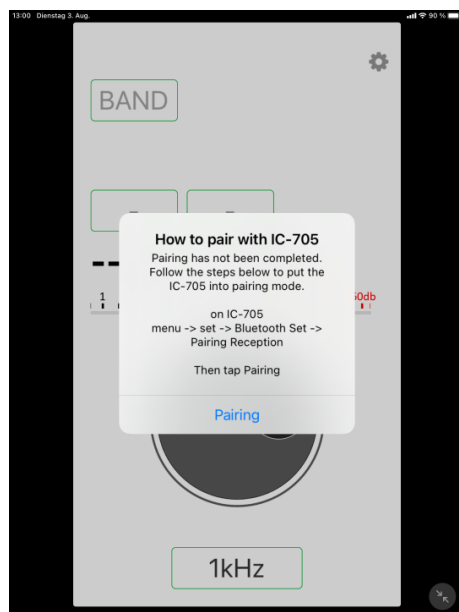 13:00 Dienstag 3. Aug.
90 %
BAND
- -
How to pair with IC-705
Pairing has not been completed.
Follow the steps below to put the
IC-705 into pairing mode.
on IC-705
menu -> set -> Bluetooth Set ->
Pairing Reception
Then tap Pairing
1
0db
Pairing
1kHz